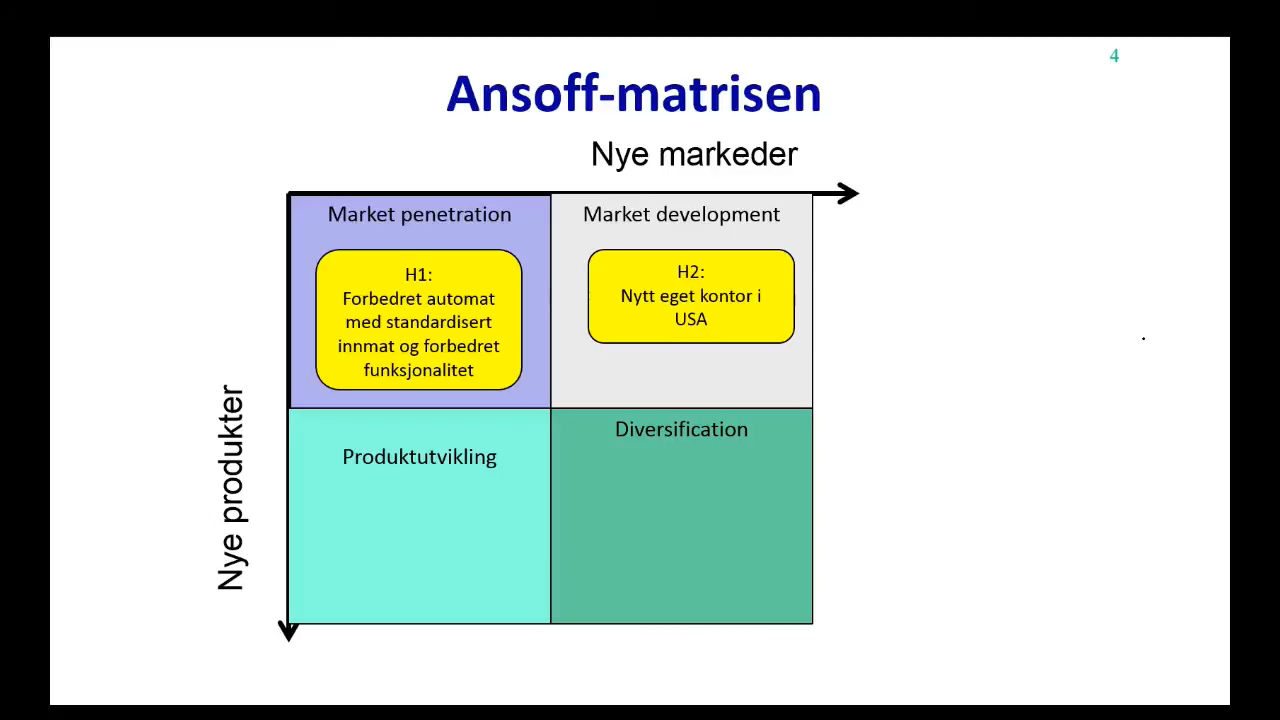 4
Ansoff-matrisen
Nye markeder
Market penetration
Market development
H1:
Forbedret automat
med standardisert
innmat og forbedret
funksjonalitet
H2:
Nytt eget kontor i
USA
Nye produkter
Produktutvikling
Diversification